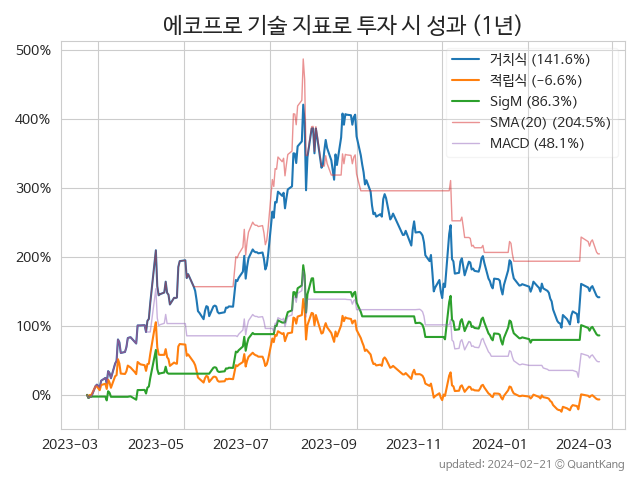 에코프로 기술 지표로 투자 시 성과 (1년)
500%
400%
300%
200%
100%
0%
거치식 (141.6%)
적립식 (-6.6%)
SigM (86.3%)
SMA(20) (204.5%)
MACD (48.1%)
2023-03
2023-05
2023-07
2023-09
2023-11
2024-01
2024-03
updated: 2024-02-21 © QuantKang